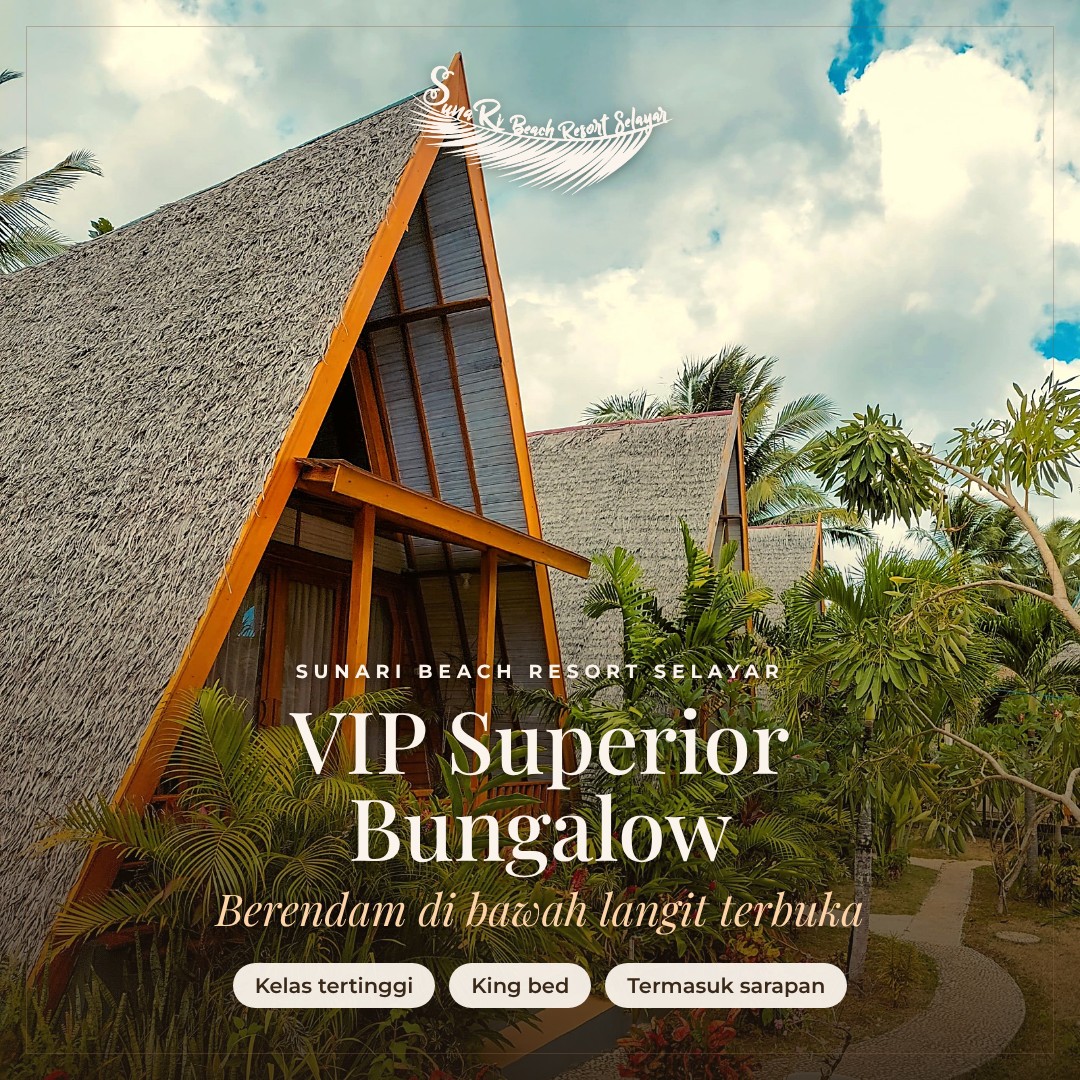 SunaRi Beach Resort Selayar
SUNARI BEACH RESORT SELAYAR
VIP Superior
Bungalow
Berendam di bawah langit terbuka
Kelas tertinggi
King bed
Termasuk sarapan